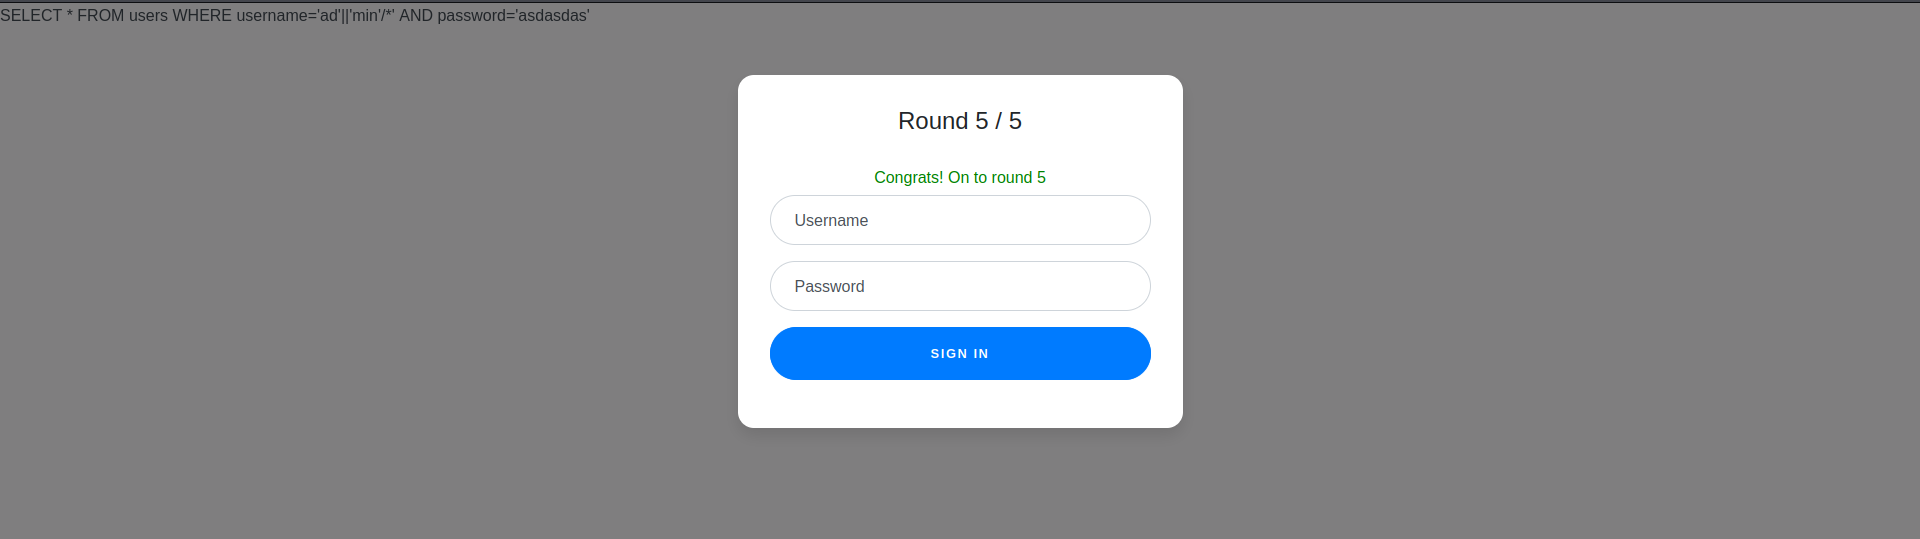 SELECT * FROM users WHERE username='ad'||'min'/*' AND password='asdasdas'
Round 5 / 5
Congrats! On to round 5
Username
Password
SIGN IN